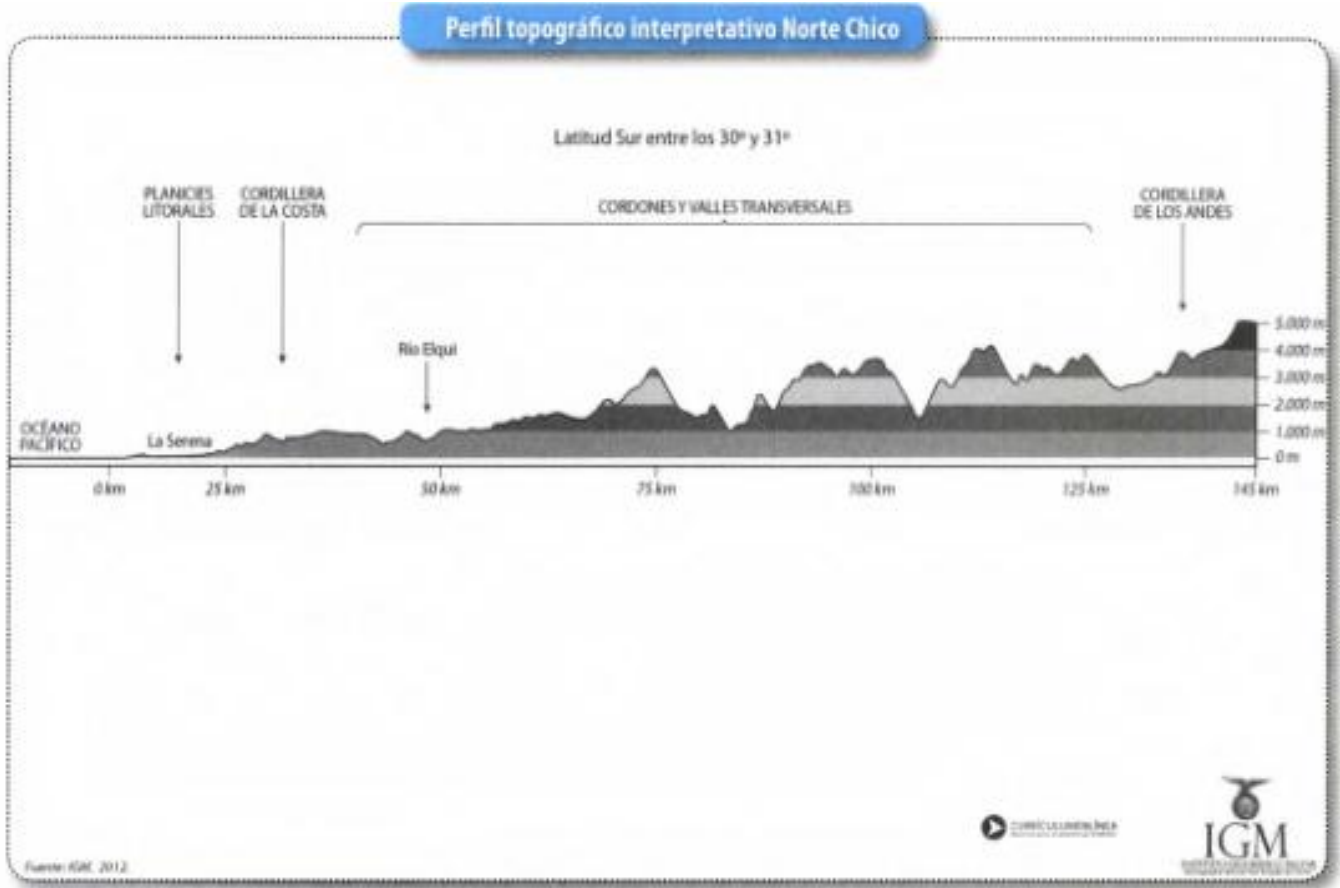 Perfil topográfico interpretativo Norte Chico
Latitud Sur entre los 30º y 31º
PLANICIES
LITORALES
CORDILLERA
DE LA COSTA
CORDONES Y VALLES TRANSVERSALES
CORDILLERA
DE LOS ANDES
Río Elqui
OCÉANO
PACÍFICO
La Serena
5.000 m
4.000 m
3.000 m
2.000 m
1.000 m
0 m
0 km
25 km
50 km
75 km
100 km
125 km
145 km
CURRÍCULUMENLÍNEA
IGM
Fuente: IGM, 2012.